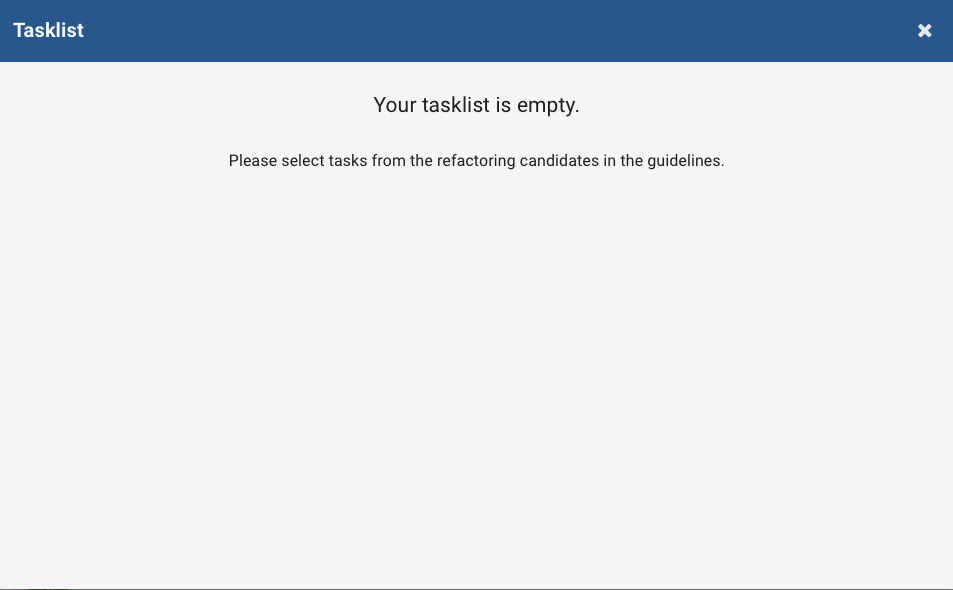 Tasklist
Your tasklist is empty.
Please select tasks from the refactoring candidates in the guidelines.